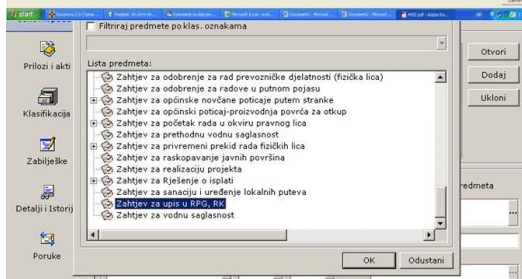 start
Filtriraj predmete po klas. oznakama
Lista predmeta:
Zahtjev za odobrenje za rad prevozničke djelatnosti (fizička lica)
Zahtjev za odobrenje za radove u putnom pojasu
Zahtjev za općinske novčane poticaje putem stranke
Zahtjev za općinski poticaj-proizvodnja povrća za otkup
Zahtjev za početak rada u okviru pravnog lica
Zahtjev za prethodnu vodnu saglasnost
Zahtjev za privremeni prekid rada fizičkih lica
Zahtjev za raskopavanje javnih površina
Zahtjev za realizaciju projekta
Zahtjev za Rješenje o isplati
Zahtjev za sanaciju i uređenje lokalnih puteva
Zahtjev za upis u RPG, RK
Zahtjev za vodnu saglasnost
OK
Odustani
Prilozi i akti
Klasifikacija
Zabilješke
Detalji i Istorij
Poruke
Otvori
Dodaj
Ukloni
redmeta